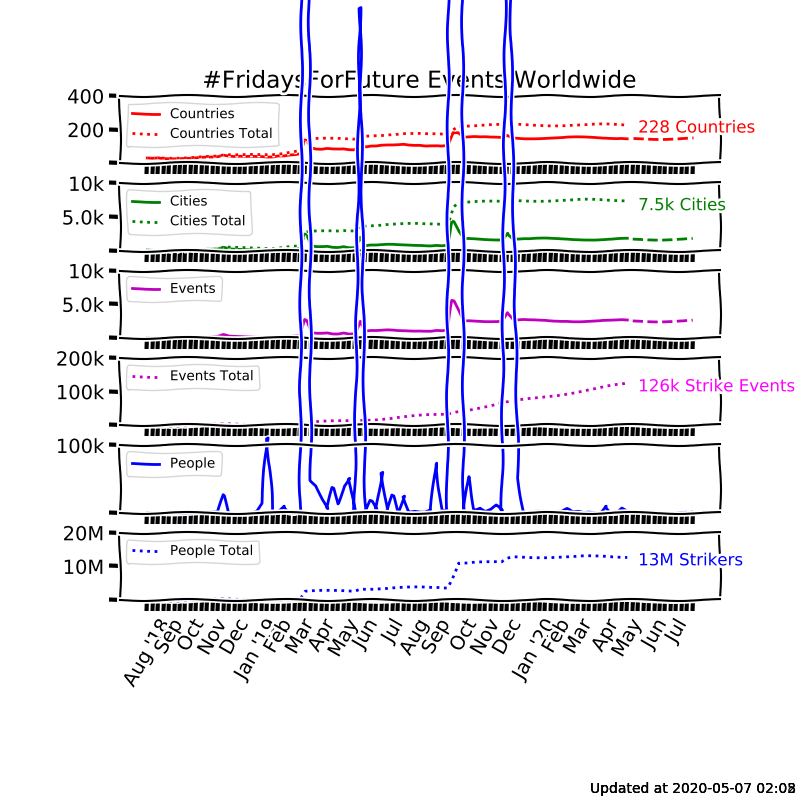 #FridaysForFuture Events Worldwide
400
200
Countries
Countries Total
228 Countries
10k
5.0k
Cities
Cities Total
7.5k Cities
10k
5.0k
Events
200k
100k
Events Total
126k Strike Events
100k
People
20M
10M
People Total
13M Strikers
Aug '18
Sep
Oct
Nov
Dec
Jan '19
Feb
Mar
Apr
May
Jun
Jul
Aug
Sep
Oct
Nov
Dec
Jan '20
Feb
Mar
Apr
May
Jun
Jul
Updated at 2020-05-07